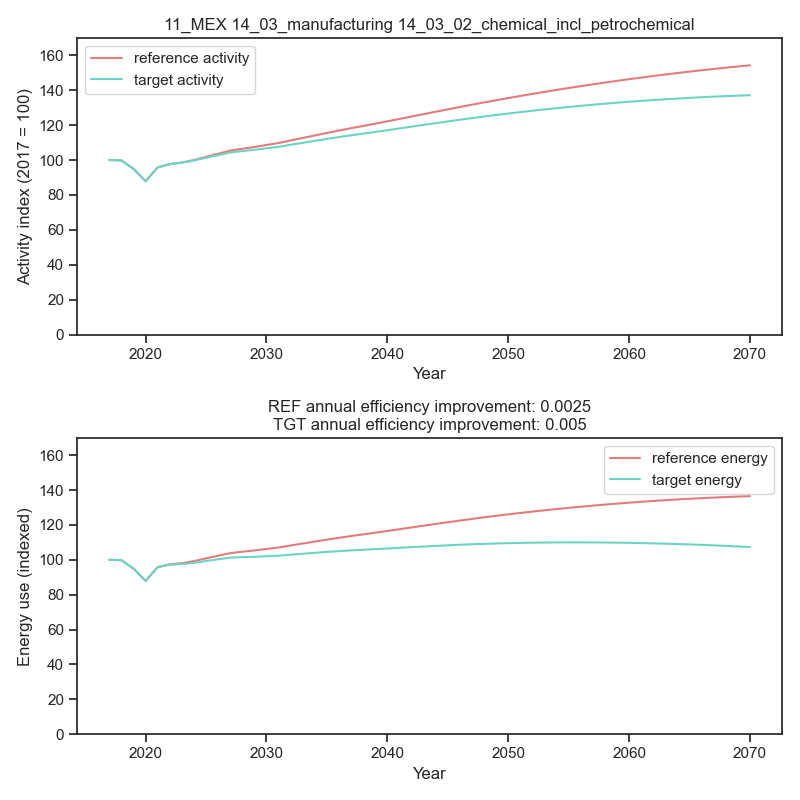 11_MEX 14_03_manufacturing 14_03_02_chemical_incl_petrochemical
160
140
120
100
80
60
40
20
0
Activity index (2017 = 100)
reference activity
target activity
2020
2030
2040
2050
2060
2070
Year
REF annual efficiency improvement: 0.0025
TGT annual efficiency improvement: 0.005
160
140
120
100
80
60
40
20
0
Energy use (indexed)
reference energy
target energy
2020
2030
2040
2050
2060
2070
Year